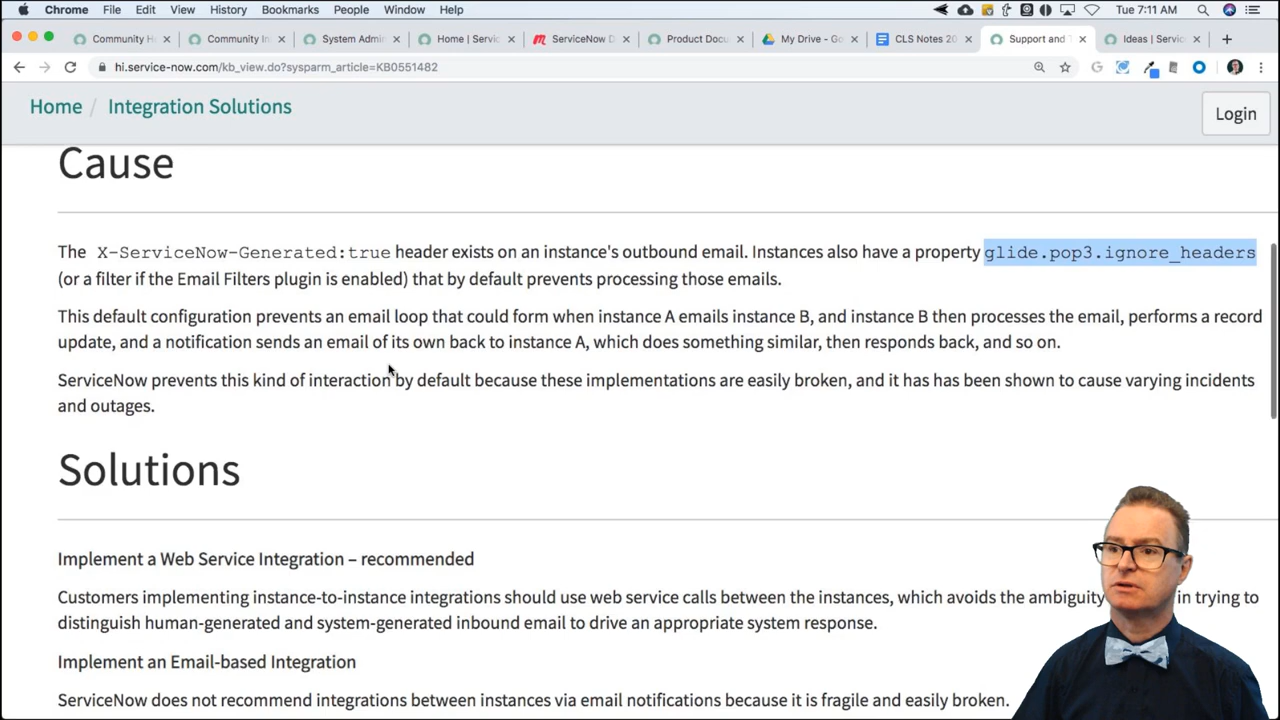 Chrome File Edit View History Bookmarks People Window Help Tue 7:11 AM
Community H Community In System Admi Home | Servic ServiceNow D Product Docu My Drive - Go CLS Notes 20 Support and T Ideas | Servic
hi.service-now.com/kb_view.do?sysparm_article=KB0551482
Home / Integration Solutions
Login
Cause
The X-ServiceNow-Generated:true header exists on an instance's outbound email. Instances also have a property glide.pop3.ignore_headers
(or a filter if the Email Filters plugin is enabled) that by default prevents processing those emails.
This default configuration prevents an email loop that could form when instance A emails instance B, and instance B then processes the email, performs a record
update, and a notification sends an email of its own back to instance A, which does something similar, then responds back, and so on.
ServiceNow prevents this kind of interaction by default because these implementations are easily broken, and it has has been shown to cause varying incidents
and outages.
Solutions
Implement a Web Service Integration – recommended
Customers implementing instance-to-instance integrations should use web service calls between the instances, which avoids the ambiguity in trying to
distinguish human-generated and system-generated inbound email to drive an appropriate system response.
Implement an Email-based Integration
ServiceNow does not recommend integrations between instances via email notifications because it is fragile and easily broken.